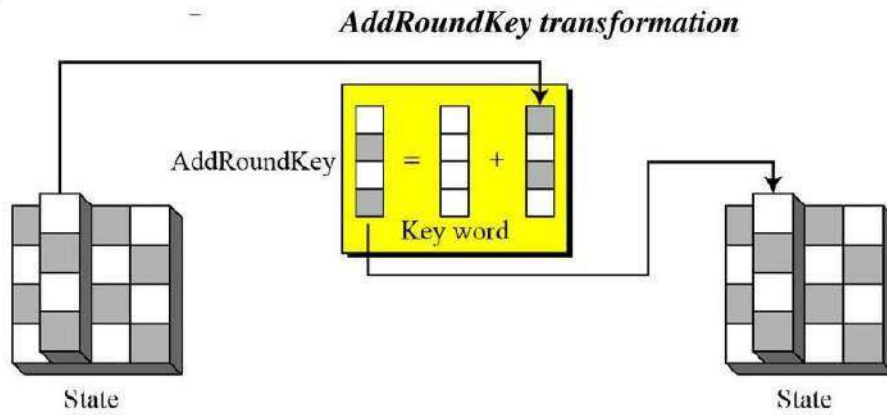 AddRoundKey transformation
AddRoundKey
= +
Key word
State
State